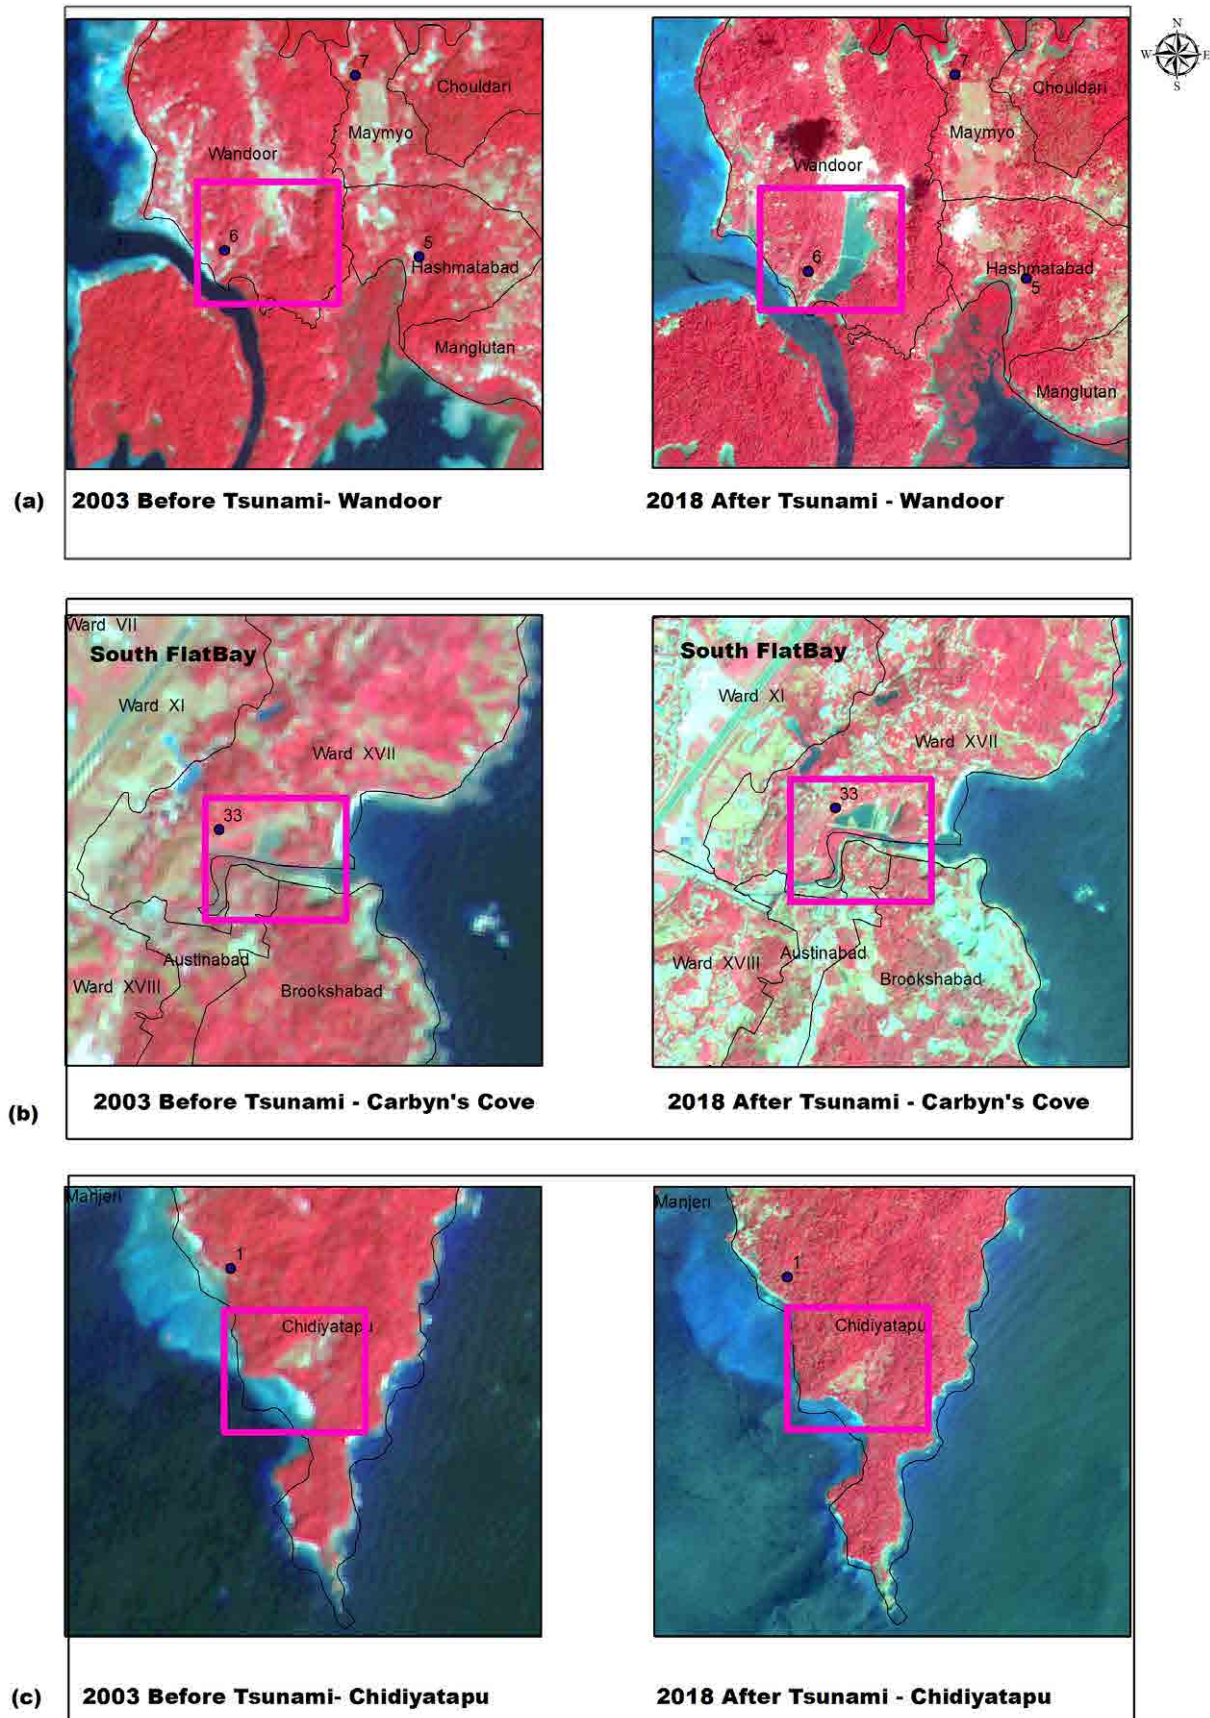 N
W E
S
7
Chouldari
Maymyo
Wandoor
6
5
Hashmatabad
Manglutan
7
Chouldari
Maymyo
Wandoor
6
Hashmatabad
5
Manglutan
(a) 2003 Before Tsunami- Wandoor
2018 After Tsunami - Wandoor
Ward VII
South FlatBay
Ward XI
Ward XVII
33
Austinabad
Ward XVIII
Brookshabad
South FlatBay
Ward XI
Ward XVII
33
Austinabad
Ward XVIII
Brookshabad
(b) 2003 Before Tsunami - Carbyn's Cove
2018 After Tsunami - Carbyn's Cove
Manjeri
1
Chidiyatapu
Manjeri
1
Chidiyatapu
(c) 2003 Before Tsunami- Chidiyatapu
2018 After Tsunami - Chidiyatapu